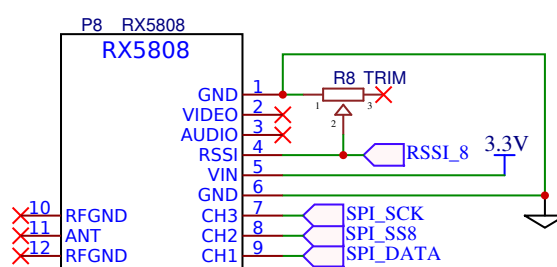 P8 RX5808
RX5808
GND 1
VIDEO 2
AUDIO 3
RSSI 4
VIN 5
GND 6
10 RFGND CH3 7
11 ANT CH2 8
12 RFGND CH1 9
R8 TRIM
1 3
2
RSSI_8
3.3V
SPI_SCK
SPI_SS8
SPI_DATA